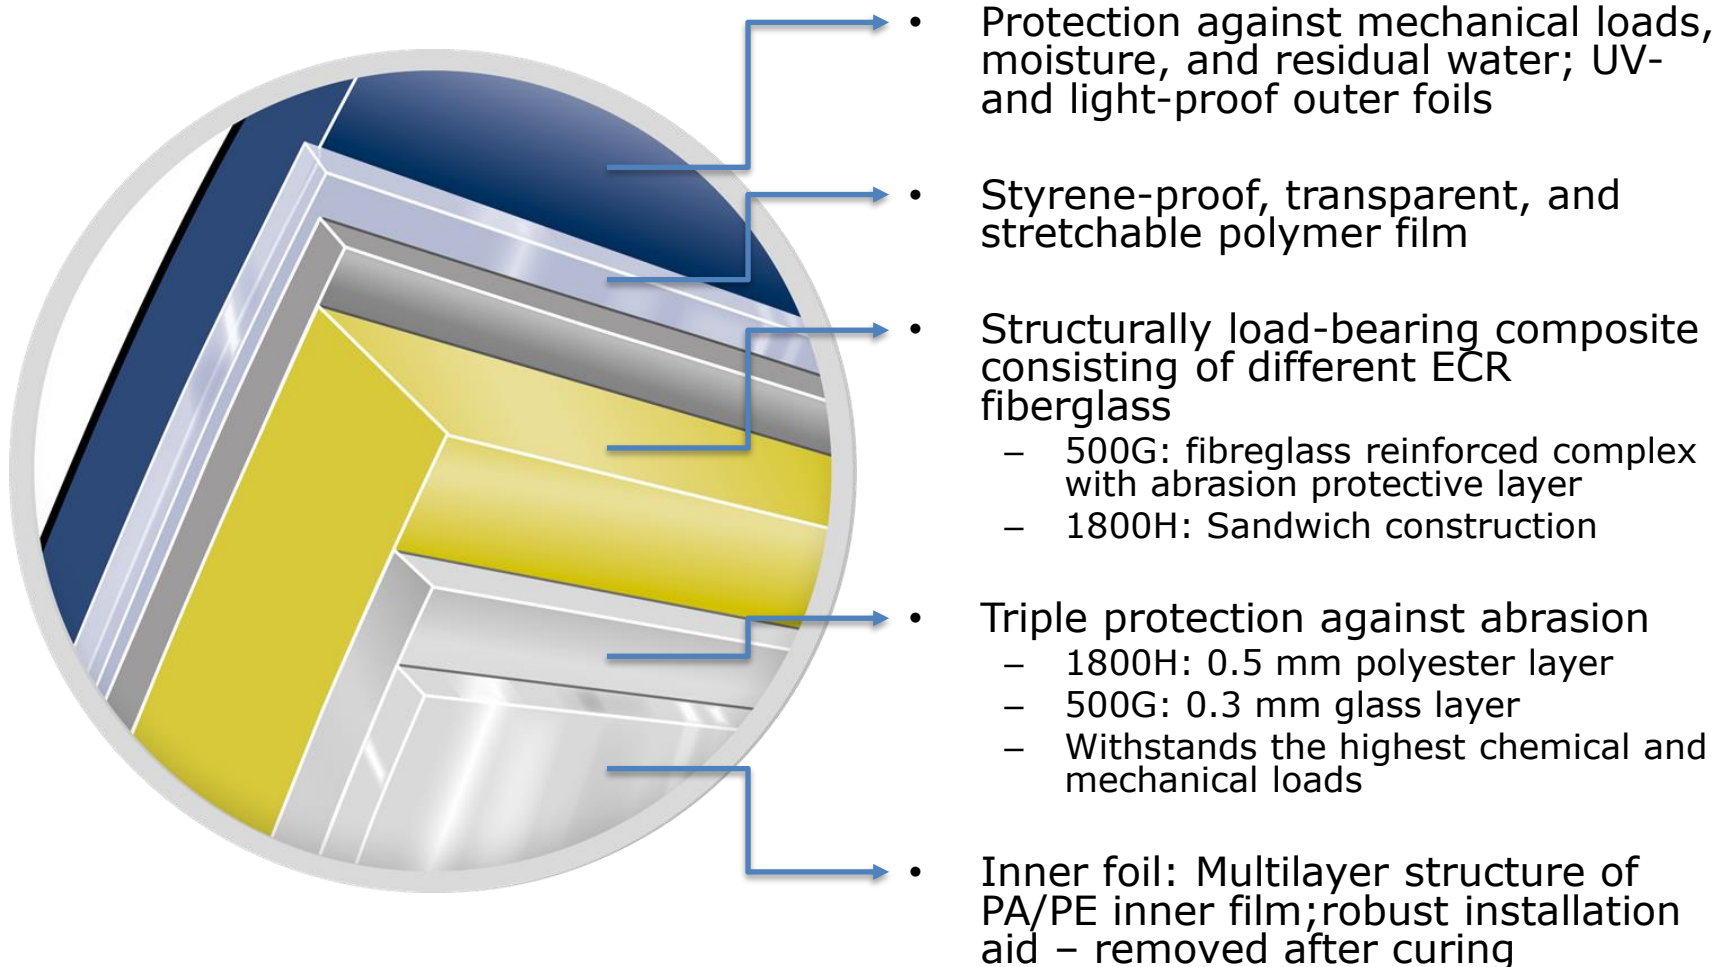 • Protection against mechanical loads,
moisture, and residual water; UV-
and light-proof outer foils
• Styrene-proof, transparent, and
stretchable polymer film
• Structurally load-bearing composite
consisting of different ECR
fiberglass
– 500G: fibreglass reinforced complex
with abrasion protective layer
– 1800H: Sandwich construction
• Triple protection against abrasion
– 1800H: 0.5 mm polyester layer
– 500G: 0.3 mm glass layer
– Withstands the highest chemical and
mechanical loads
• Inner foil: Multilayer structure of
PA/PE inner film;robust installation
aid – removed after curing